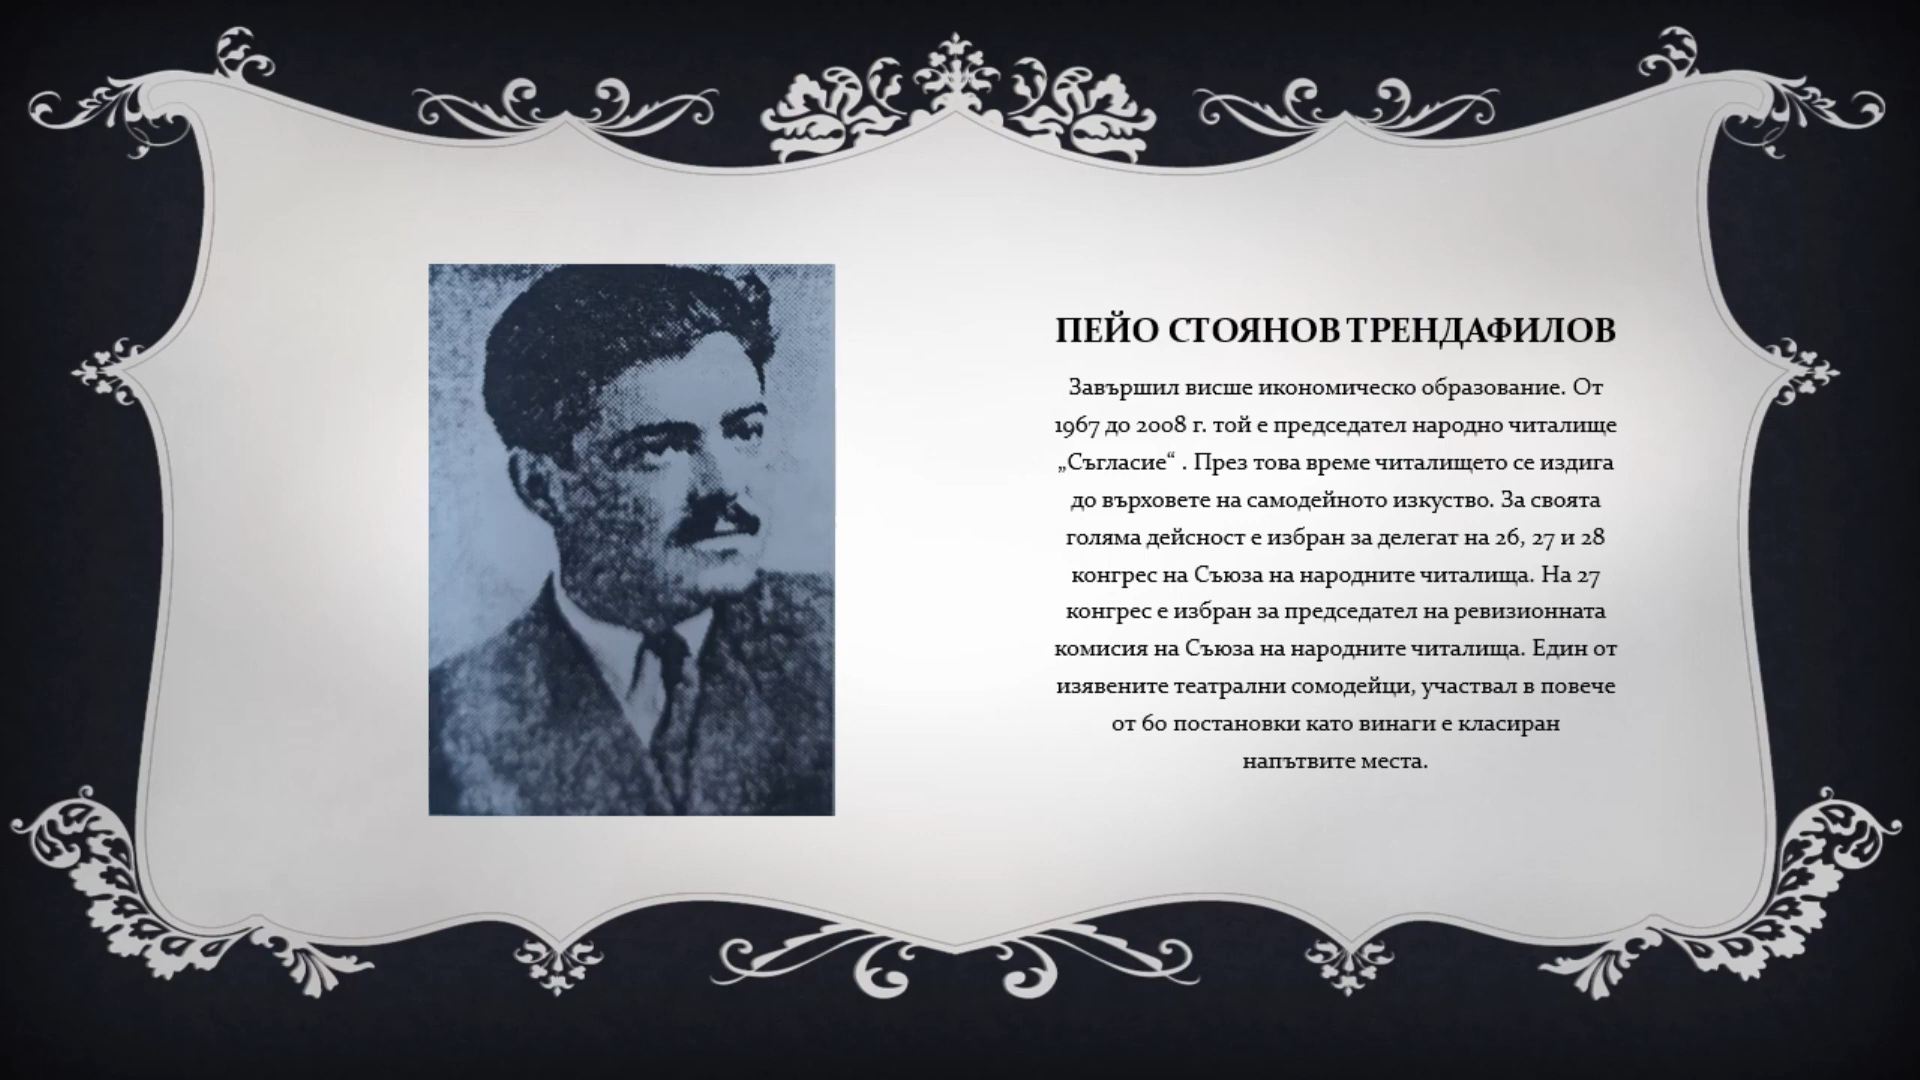 ПЕЙО СТОЯНОВ ТРЕНДАФИЛОВ
Завършил висше икономическо образование. От
1967 до 2008 г. той е председател народно читалище
„Съгласие“ . През това време читалището се издига
до върховете на самодейното изкуство. За своята
голяма дейсност е избран за делегат на 26, 27 и 28
конгрес на Съюза на народните читалища. На 27
конгрес е избран за председател на ревизионната
комисия на Съюза на народните читалища. Един от
изявените театрални сомодейци, участвал в повече
от 60 постановки като винаги е класиран
напътвите места.